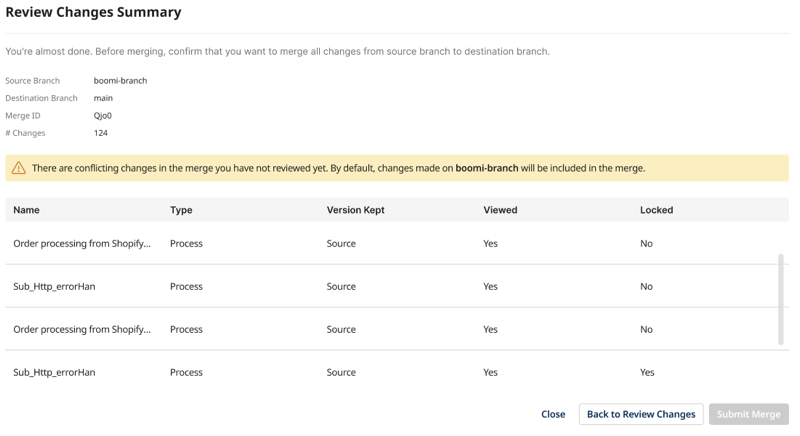 Review Changes Summary
You're almost done. Before merging, confirm that you want to merge all changes from source branch to destination branch.
Source Branch boomi-branch
Destination Branch main
Merge ID Qjo0
# Changes 124
There are conflicting changes in the merge you have not reviewed yet. By default, changes made on boomi-branch will be included in the merge.
Name Type Version Kept Viewed Locked
Order processing from Shopify... Process Source Yes No
Sub_Http_errorHan Process Source Yes No
Order processing from Shopify... Process Source Yes No
Sub_Http_errorHan Process Source Yes Yes
Close Back to Review Changes Submit Merge